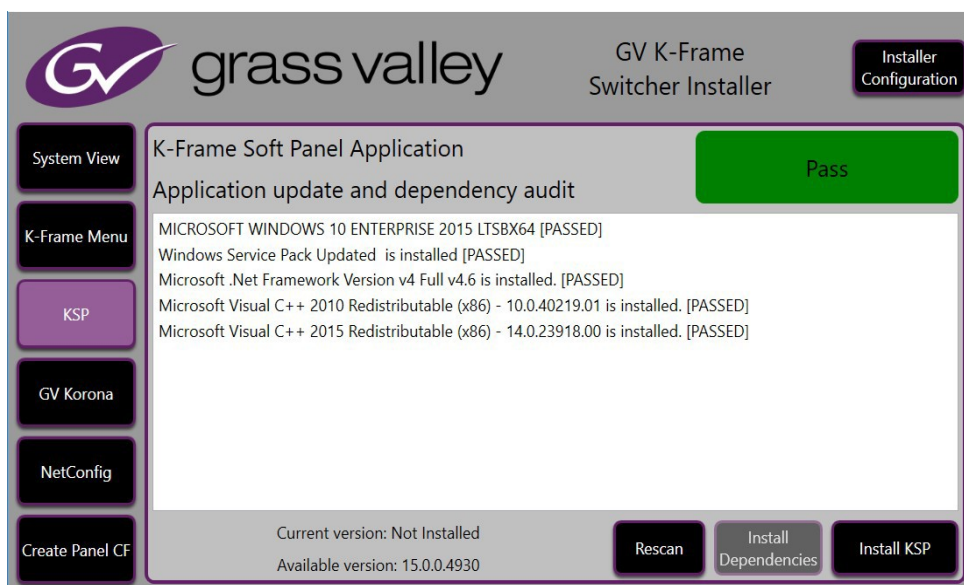 GV grass valley
GV K-Frame
Switcher Installer
Installer
Configuration
System View
K-Frame Menu
KSP
GV Korona
NetConfig
Create Panel CF
K-Frame Soft Panel Application
Application update and dependency audit
Pass
MICROSOFT WINDOWS 10 ENTERPRISE 2015 LTSBX64 [PASSED]
Windows Service Pack Updated  is installed [PASSED]
Microsoft .Net Framework Version v4 Full v4.6 is installed. [PASSED]
Microsoft Visual C++ 2010 Redistributable (x86) - 10.0.40219.01 is installed. [PASSED]
Microsoft Visual C++ 2015 Redistributable (x86) - 14.0.23918.00 is installed. [PASSED]
Current version: Not Installed
Available version: 15.0.0.4930
Rescan
Install
Dependencies
Install KSP